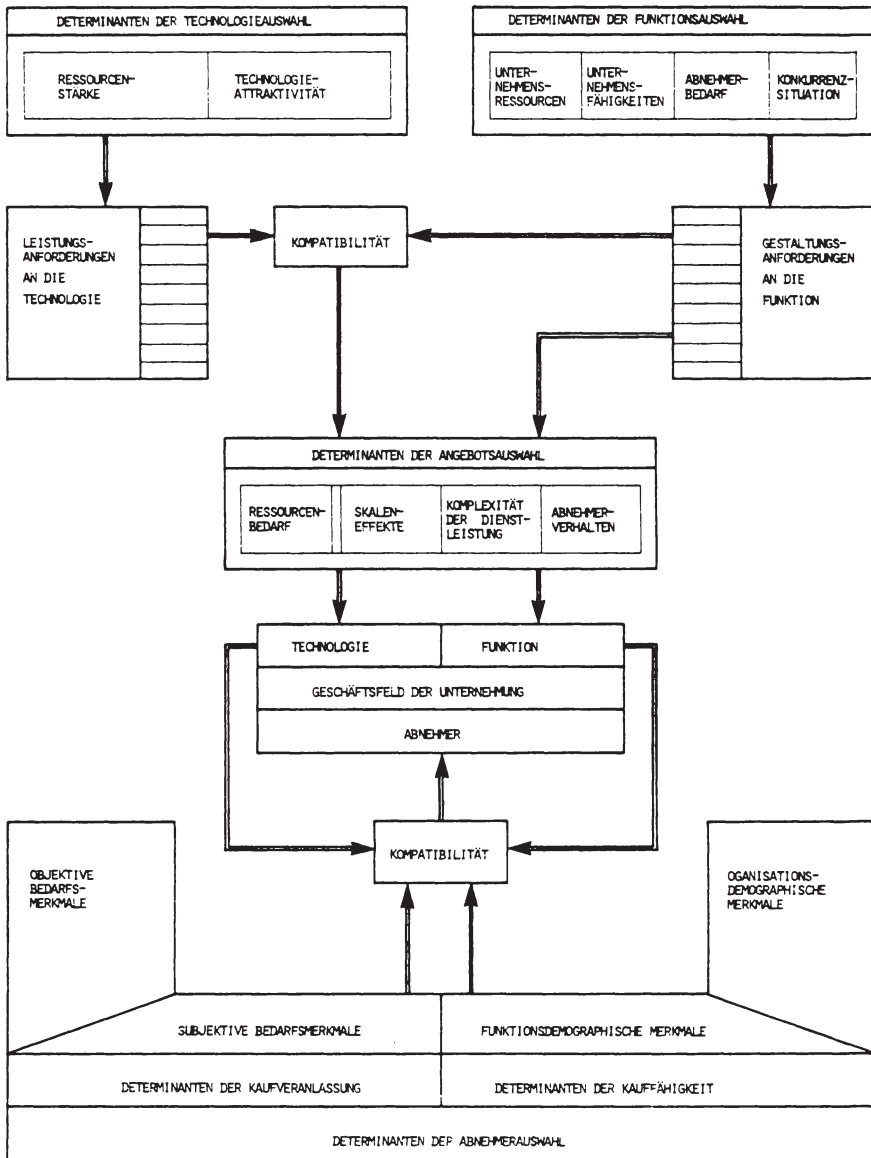 DETERMINANTEN DER TECHNOLOGIEAUSWAHL
RESSOURCEN-
STÄRKE
TECHNOLOGIE-
ATTRAKTIVITÄT
DETERMINANTEN DER FUNKTIONSAUSWAHL
UNTER-
NEHMENS-
RESSOURCEN
UNTER-
NEHMENS-
FÄHIGKEITEN
ABNEHMER-
BEDARF
KONKURRENZ-
SITUATION
LEISTUNGS-
ANFORDERUNGEN
AN DIE
TECHNOLOGIE
KOMPATIBILITÄT
GESTALTUNGS-
ANFORDERUNGEN
AN DIE
FUNKTION
DETERMINANTEN DER ANGEBOTSAUSWAHL
RESSOURCEN-
BEDARF
SKALEN-
EFFEKTE
KOMPLEXITÄT
DER DIENST-
LEISTUNG
ABNEHMER-
VERHALTEN
TECHNOLOGIE
FUNKTION
GESCHÄFTSFELD DER UNTERNEHMUNG
ABNEHMER
KOMPATIBILITÄT
OBJEKTIVE
BEDARFS-
MERKMALE
OGANISATIONS-
DEMOGRAPHISCHE
MERKMALE
SUBJEKTIVE BEDARFSMERKMALE
FUNKTIONSDEMOGRAPHISCHE MERKMALE
DETERMINANTEN DER KAUFVERANLASSUNG
DETERMINANTEN DER KAUFFÄHIGKEIT
DETERMINANTEN DER ABNEHMERAUSWAHL